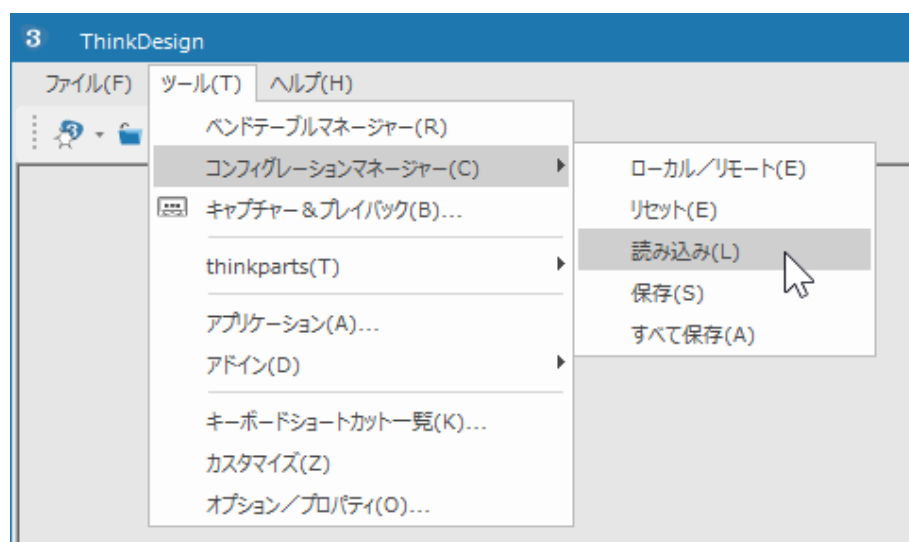 3 ThinkDesign
ファイル(F) ツール(T) ヘルプ(H)
ベンドテーブルマネージャー(R)
コンフィグレーションマネージャー(C)
キャプチャー＆プレイバック(B)...
thinkparts(T)
アプリケーション(A)...
アドイン(D)
キーボードショートカット一覧(K)...
カスタマイズ(Z)
オプション／プロパティ(O)...
ローカル／リモート(E)
リセット(E)
読み込み(L)
保存(S)
すべて保存(A)